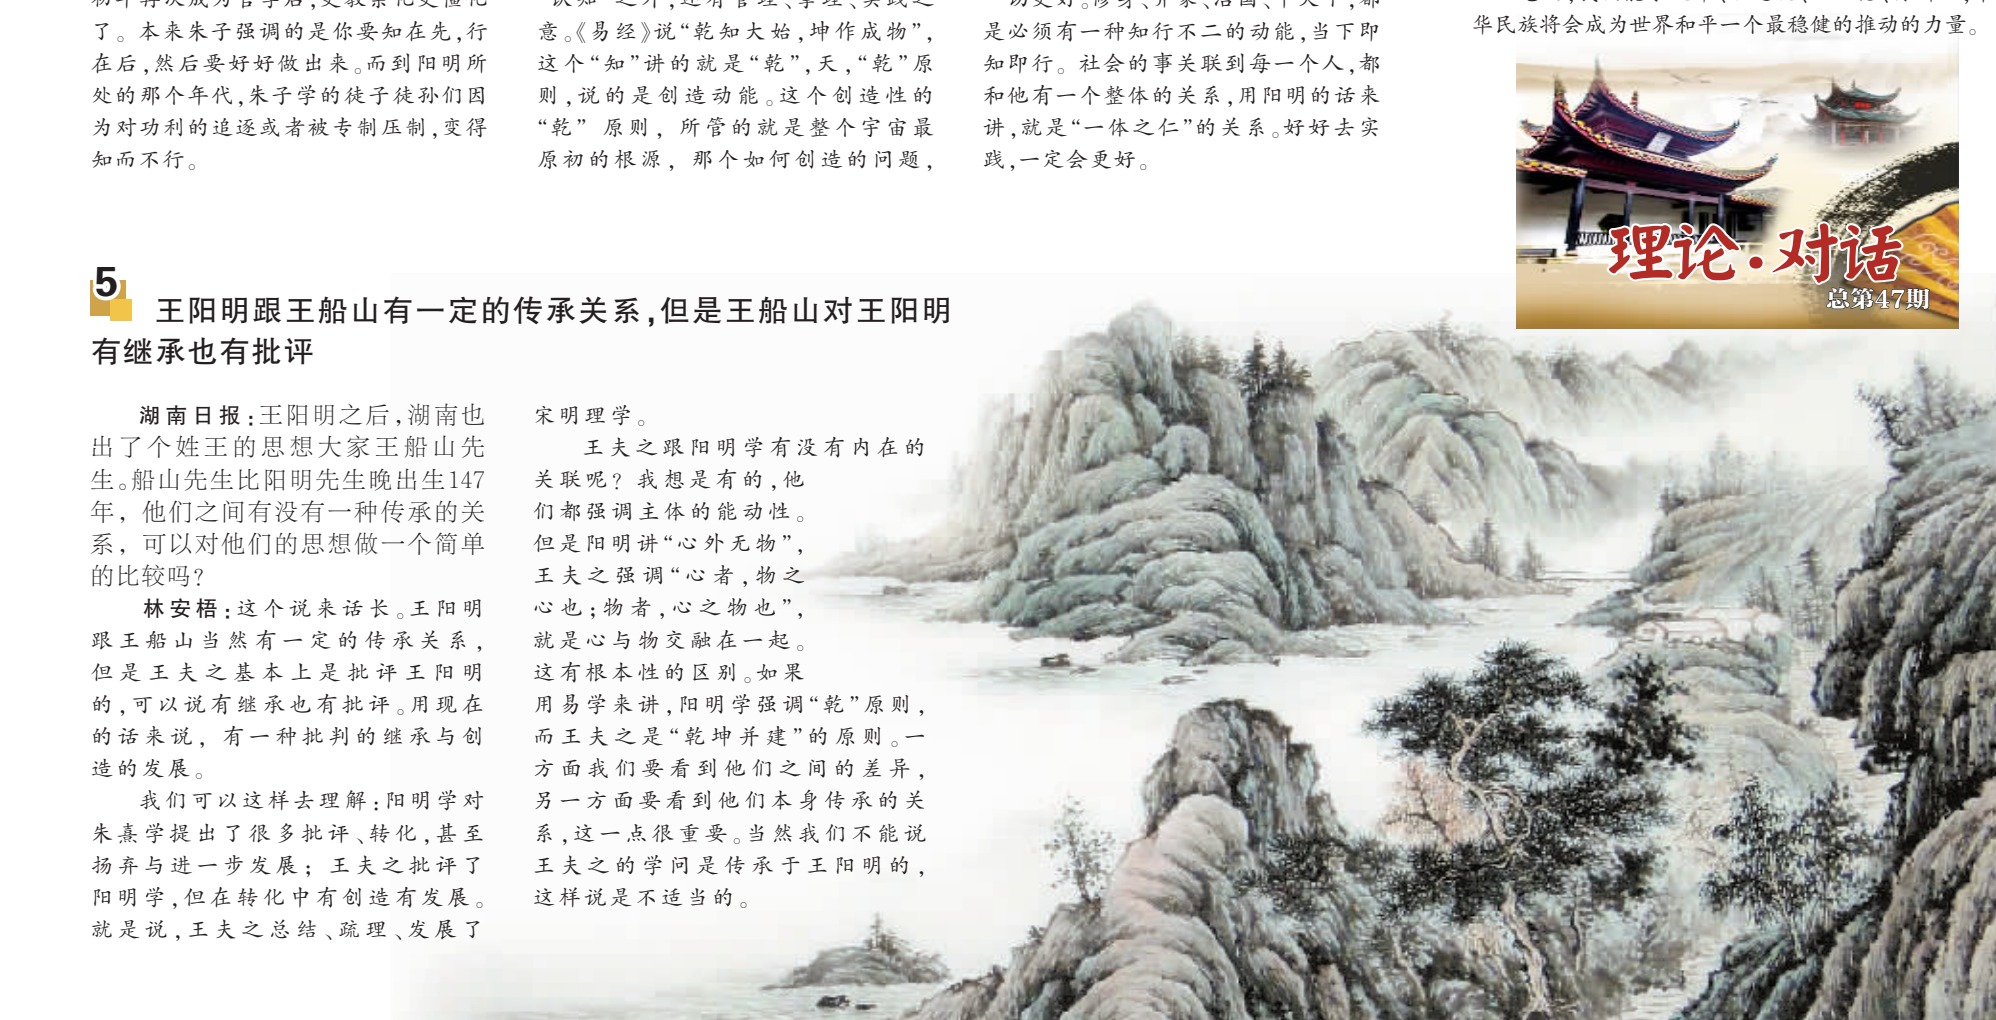 了。本来朱子强调的是你要知在先,行
在后,然后要好好做出来。而到阳明所
处的那个年代,朱子学的徒子徒孙们因
为对功利的追逐或者被专制压制,变得
知而不行。
意。《易经》说“乾知大始,坤作成物”,
这个“知”讲的就是“乾”,天,“乾”原
则,说的是创造动能。这个创造性的
“乾”原则,所管的就是整个宇宙最
原初的根源,那个如何创造的问题,
是必须有一种知行不二的动能,当下即
知即行。社会的事关联到每一个人,都
和他有一个整体的关系,用阳明的话来
讲,就是“一体之仁”的关系。好好去实
践,一定会更好。
华民族将会成为世界和平一个最稳健的推动的力量。
理论·对话
总第47期
5
王阳明跟王船山有一定的传承关系,但是王船山对王阳明
有继承也有批评
湖南日报:王阳明之后,湖南也
出了个姓王的思想大家王船山先
生。船山先生比阳明先生晚出生147
年,他们之间有没有一种传承的关
系,可以对他们的思想做一个简单
的比较吗?
林安梧:这个说来话长。王阳明
跟王船山当然有一定的传承关系,
但是王夫之基本上是批评王阳明
的,可以说有继承也有批评。用现在
的话来说,有一种批判的继承与创
造的发展。
我们可以这样去理解:阳明学对
朱熹学提出了很多批评、转化,甚至
扬弃与进一步发展;王夫之批评了
阳明学,但在转化中有创造有发展。
就是说,王夫之总结、疏理、发展了
宋明理学。
王夫之跟阳明学有没有内在的
关联呢?我想是有的,他
们都强调主体的能动性。
但是阳明讲“心外无物”,
王夫之强调“心者,物之
心也;物者,心之物也”,
就是心与物交融在一起。
这有根本性的区别。如果
用易学来讲,阳明学强调“乾”原则,
而王夫之是“乾坤并建”的原则。一
方面我们要看到他们之间的差异,
另一方面要看到他们本身传承的关
系,这一点很重要。当然我们不能说
王夫之的学问是传承于王阳明的,
这样说是不适当的。